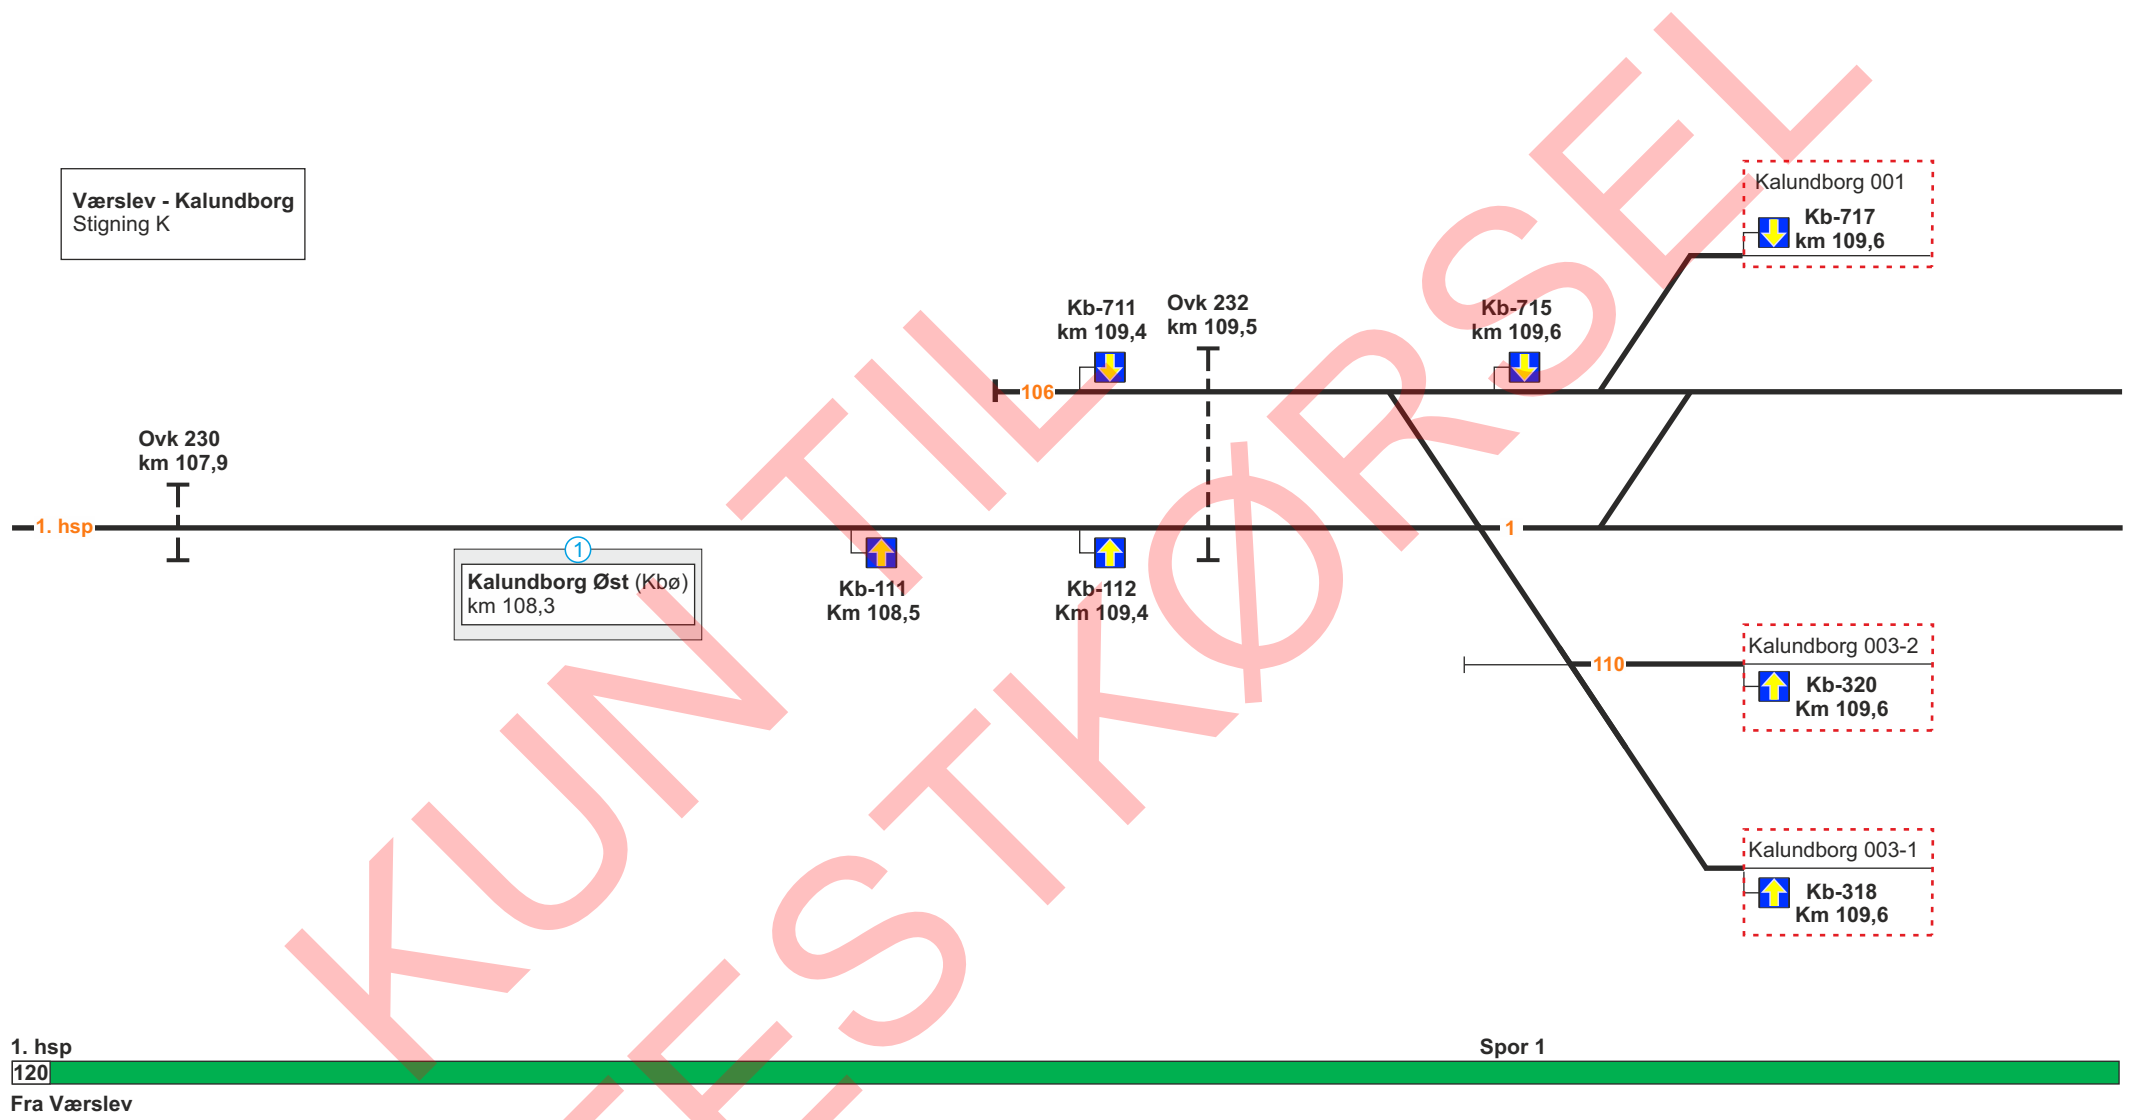 Værslev - Kalundborg
Stigning K
Kalundborg 001
Kb-717
km 109,6
Kb-711
km 109,4
Ovk 232
km 109,5
Kb-715
km 109,6
106
Ovk 230
km 107,9
1. hsp
1
1
Kalundborg Øst (Kbø)
km 108,3
Kb-111
Km 108,5
Kb-112
Km 109,4
Kalundborg 003-2
110
Kb-320
Km 109,6
Kalundborg 003-1
Kb-318
Km 109,6
KUN TIL
TESTKØRSEL
1. hsp
Spor 1
120
Fra Værslev